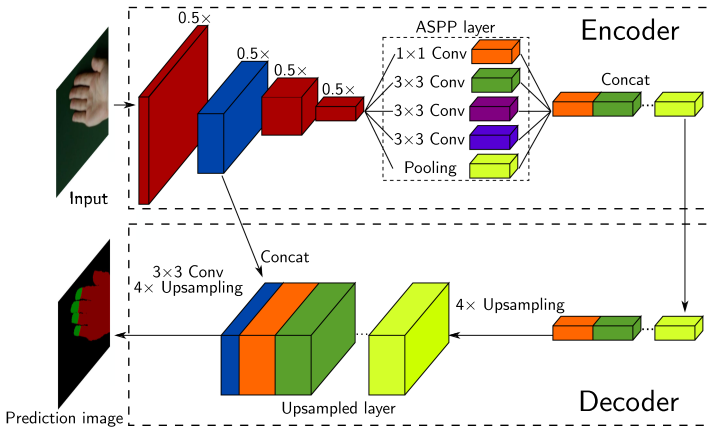 ASPP layer
Encoder
0.5×
0.5×
0.5×
0.5×
1×1 Conv
3×3 Conv
3×3 Conv
3×3 Conv
Pooling
Concat
Input
Concat
3×3 Conv
4× Upsampling
4× Upsampling
Upsampled layer
Decoder
Prediction image